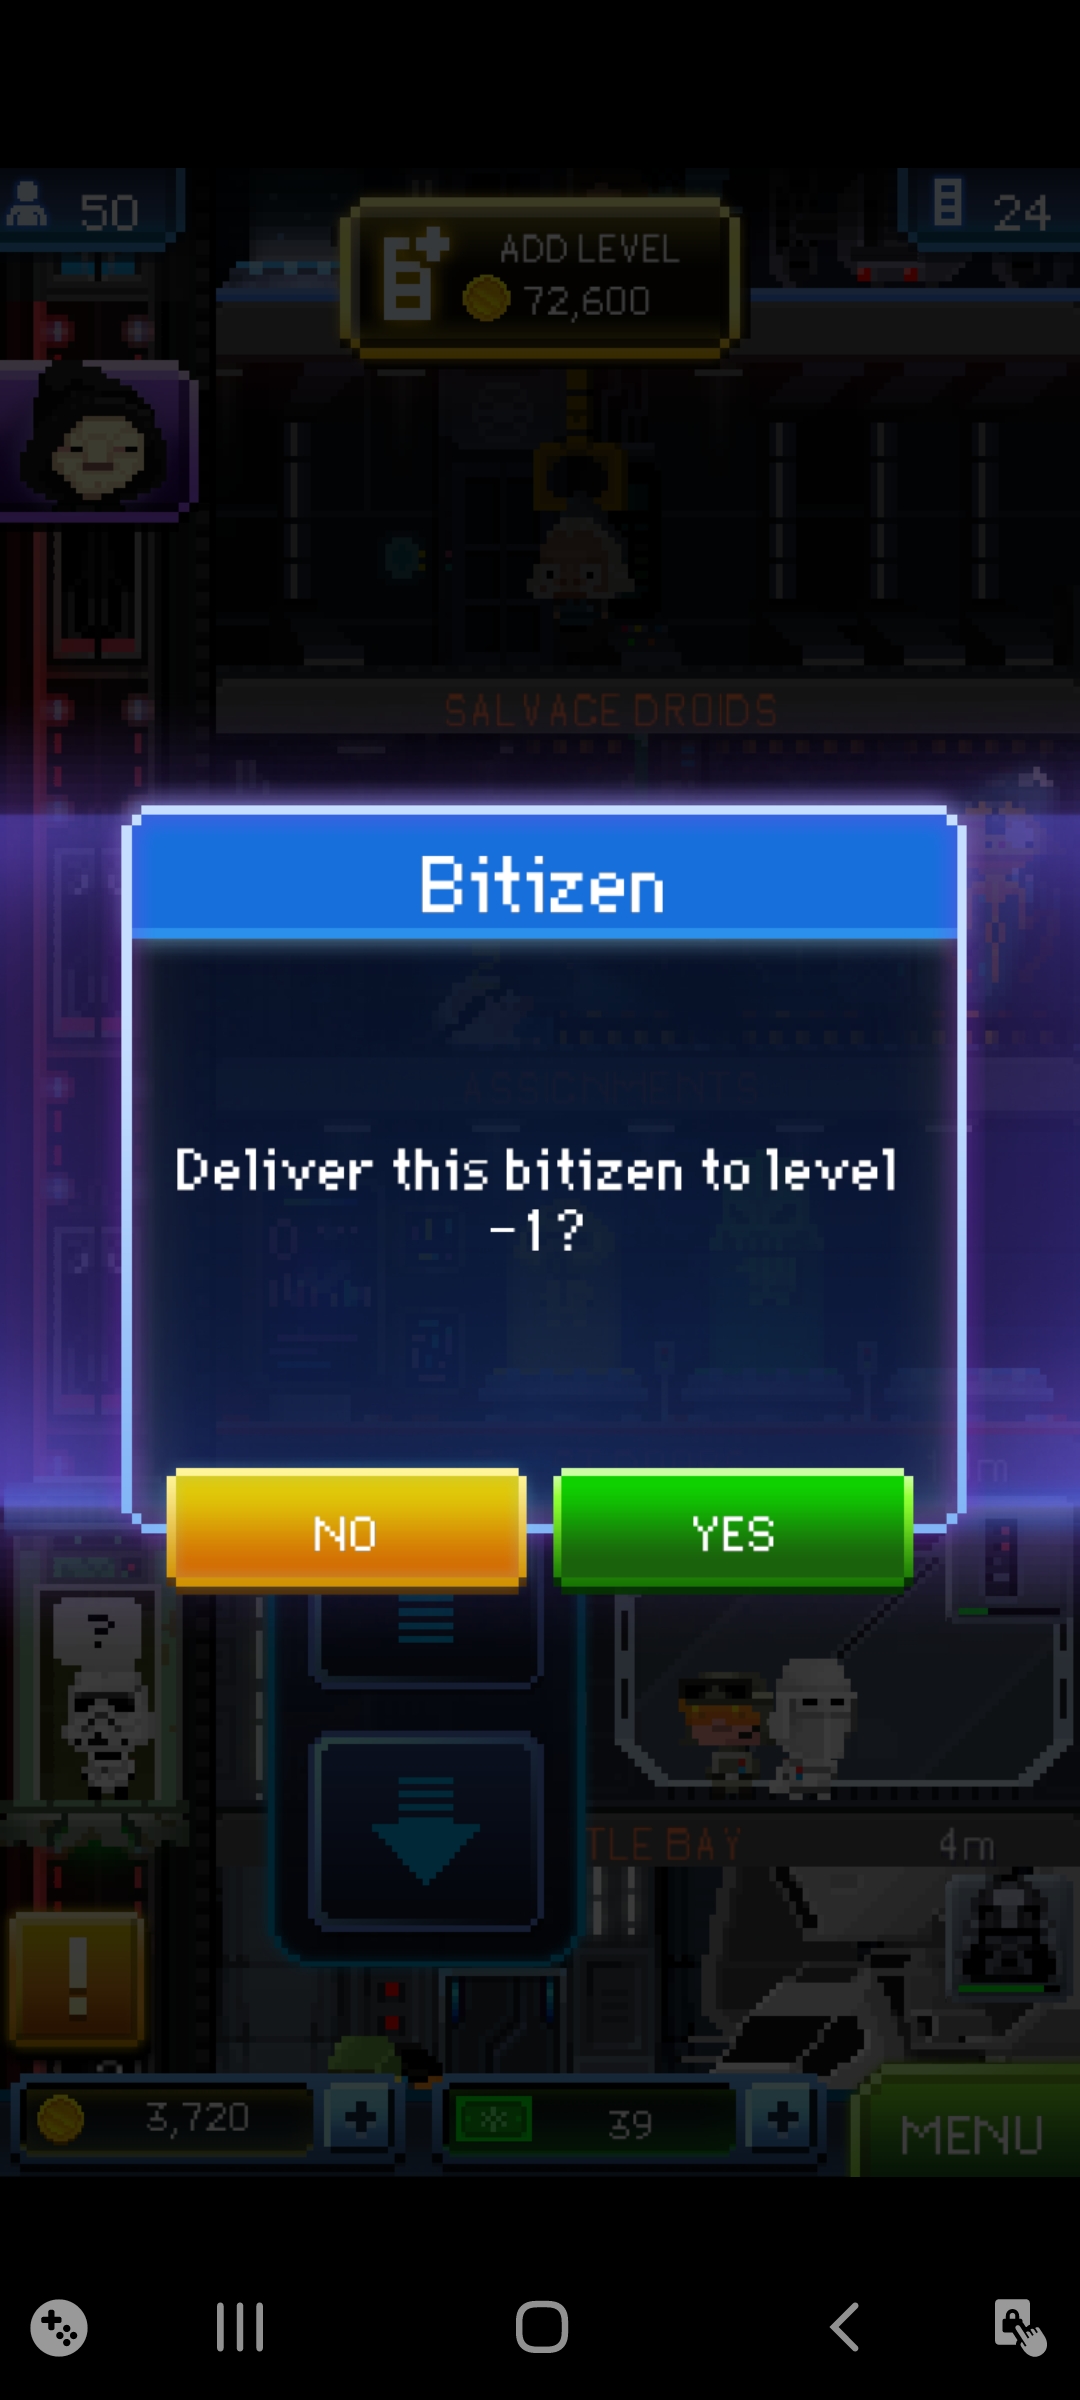 50
24
ADD LEVEL
72,600
SALVAGE DROIDS
Bitizen
ASSIGNMENTS
Deliver this bitizen to level
-1?
NO
YES
?
TLE BAY
4m
!
3,720
39
MENU